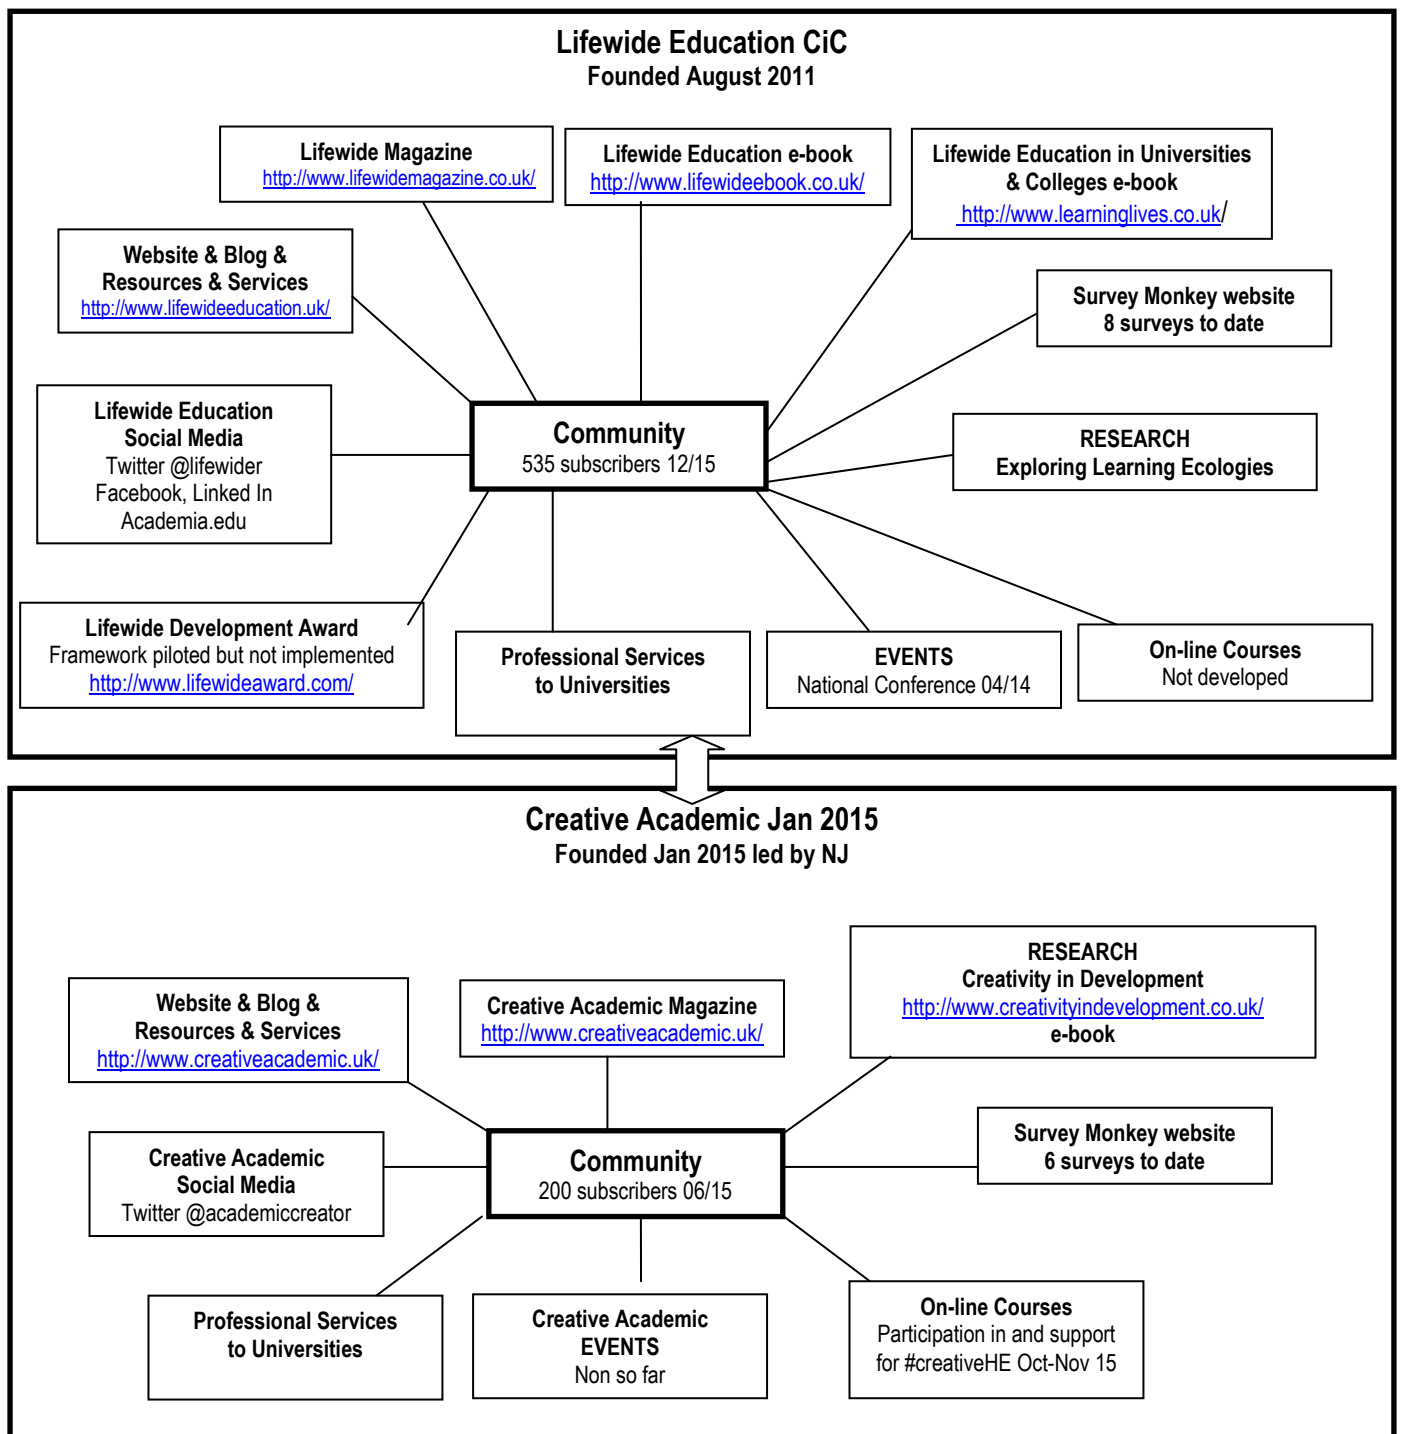 Lifewide Education CiC
Founded August 2011
Lifewide Magazine
http://www.lifewidemagazine.co.uk/
Lifewide Education e-book
http://www.lifewideebook.co.uk/
Lifewide Education in Universities
& Colleges e-book
http://www.learninglives.co.uk/
Website & Blog &
Resources & Services
http://www.lifewideeducation.uk/
Survey Monkey website
8 surveys to date
Lifewide Education
Social Media
Twitter @lifewider
Facebook, Linked In
Academia.edu
Community
535 subscribers 12/15
RESEARCH
Exploring Learning Ecologies
Lifewide Development Award
Framework piloted but not implemented
http://www.lifewideaward.com/
Professional Services
to Universities
EVENTS
National Conference 04/14
On-line Courses
Not developed
Creative Academic Jan 2015
Founded Jan 2015 led by NJ
Website & Blog &
Resources & Services
http://www.creativeacademic.uk/
Creative Academic Magazine
http://www.creativeacademic.uk/
RESEARCH
Creativity in Development
http://www.creativityindevelopment.co.uk/
e-book
Creative Academic
Social Media
Twitter @academiccreator
Community
200 subscribers 06/15
Survey Monkey website
6 surveys to date
Professional Services
to Universities
Creative Academic
EVENTS
Non so far
On-line Courses
Participation in and support
for #creativeHE Oct-Nov 15